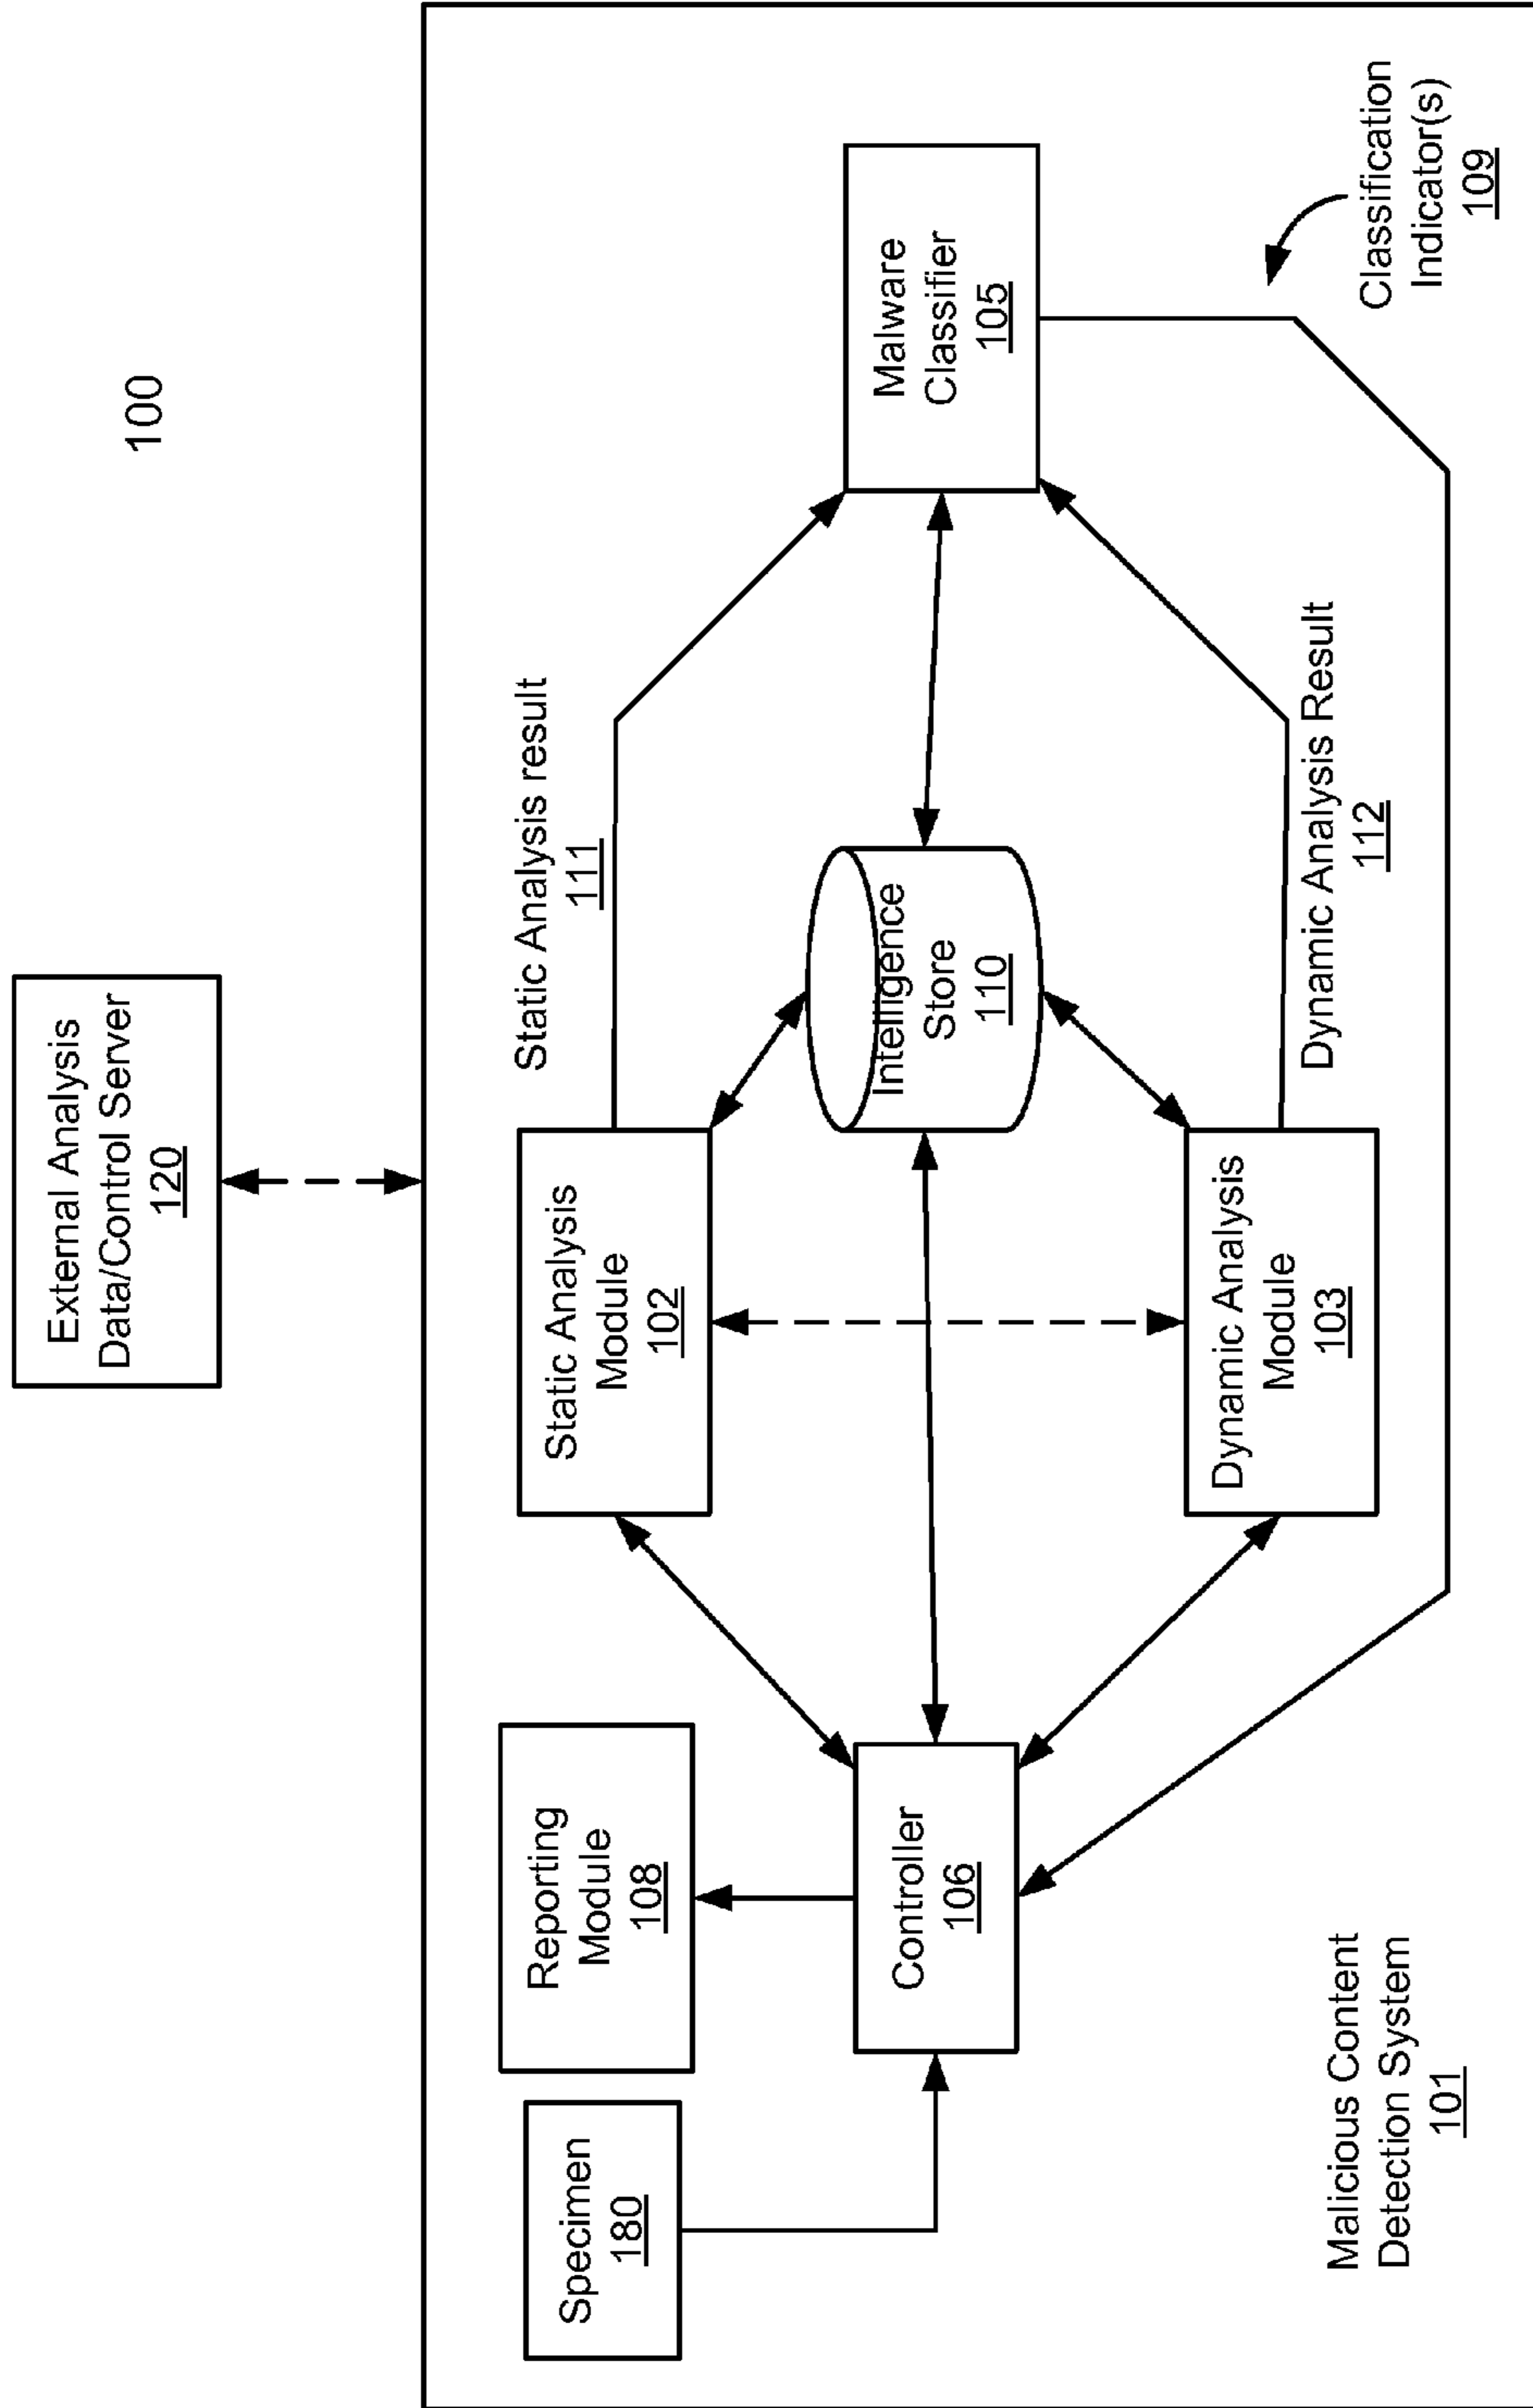 100
External Analysis
Data/Control Server
120
Static Analysis result
111
Specimen
180
Reporting
Module
108
Static Analysis
Module
102
Controller
106
Intelligence
Store
110
Malware
Classifier
105
Dynamic Analysis
Module
103
Dynamic Analysis Result
112
Classification
Indicator(s)
109
Malicious Content
Detection System
101